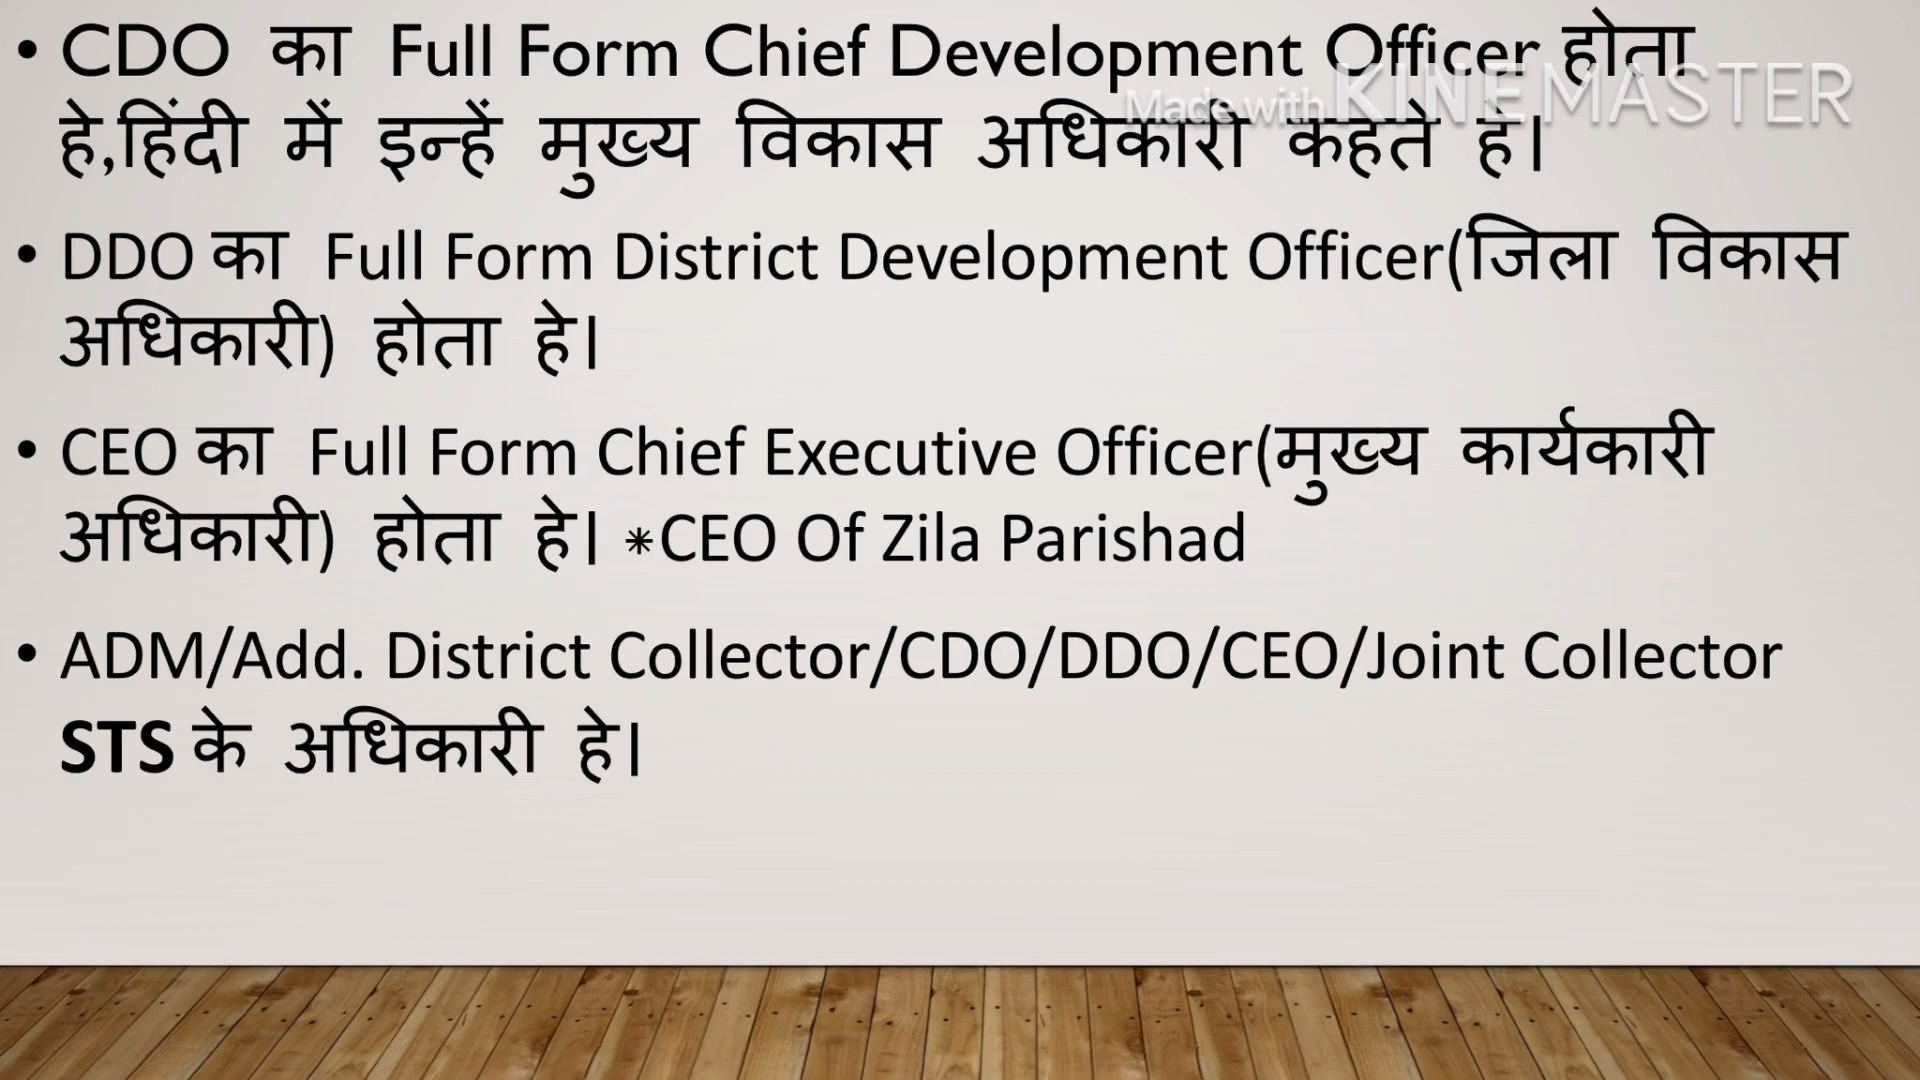 • CDO का Full Form Chief Development Officer होता
Made with KINEMASTER
हे,हिंदी में इन्हें मुख्य विकास अधिकारी कहते हे।
• DDO का Full Form District Development Officer(जिला विकास
अधिकारी) होता हे।
• CEO का Full Form Chief Executive Officer(मुख्य कार्यकारी
अधिकारी) होता हे। *CEO Of Zila Parishad
• ADM/Add. District Collector/CDO/DDO/CEO/Joint Collector
STS के अधिकारी हे।